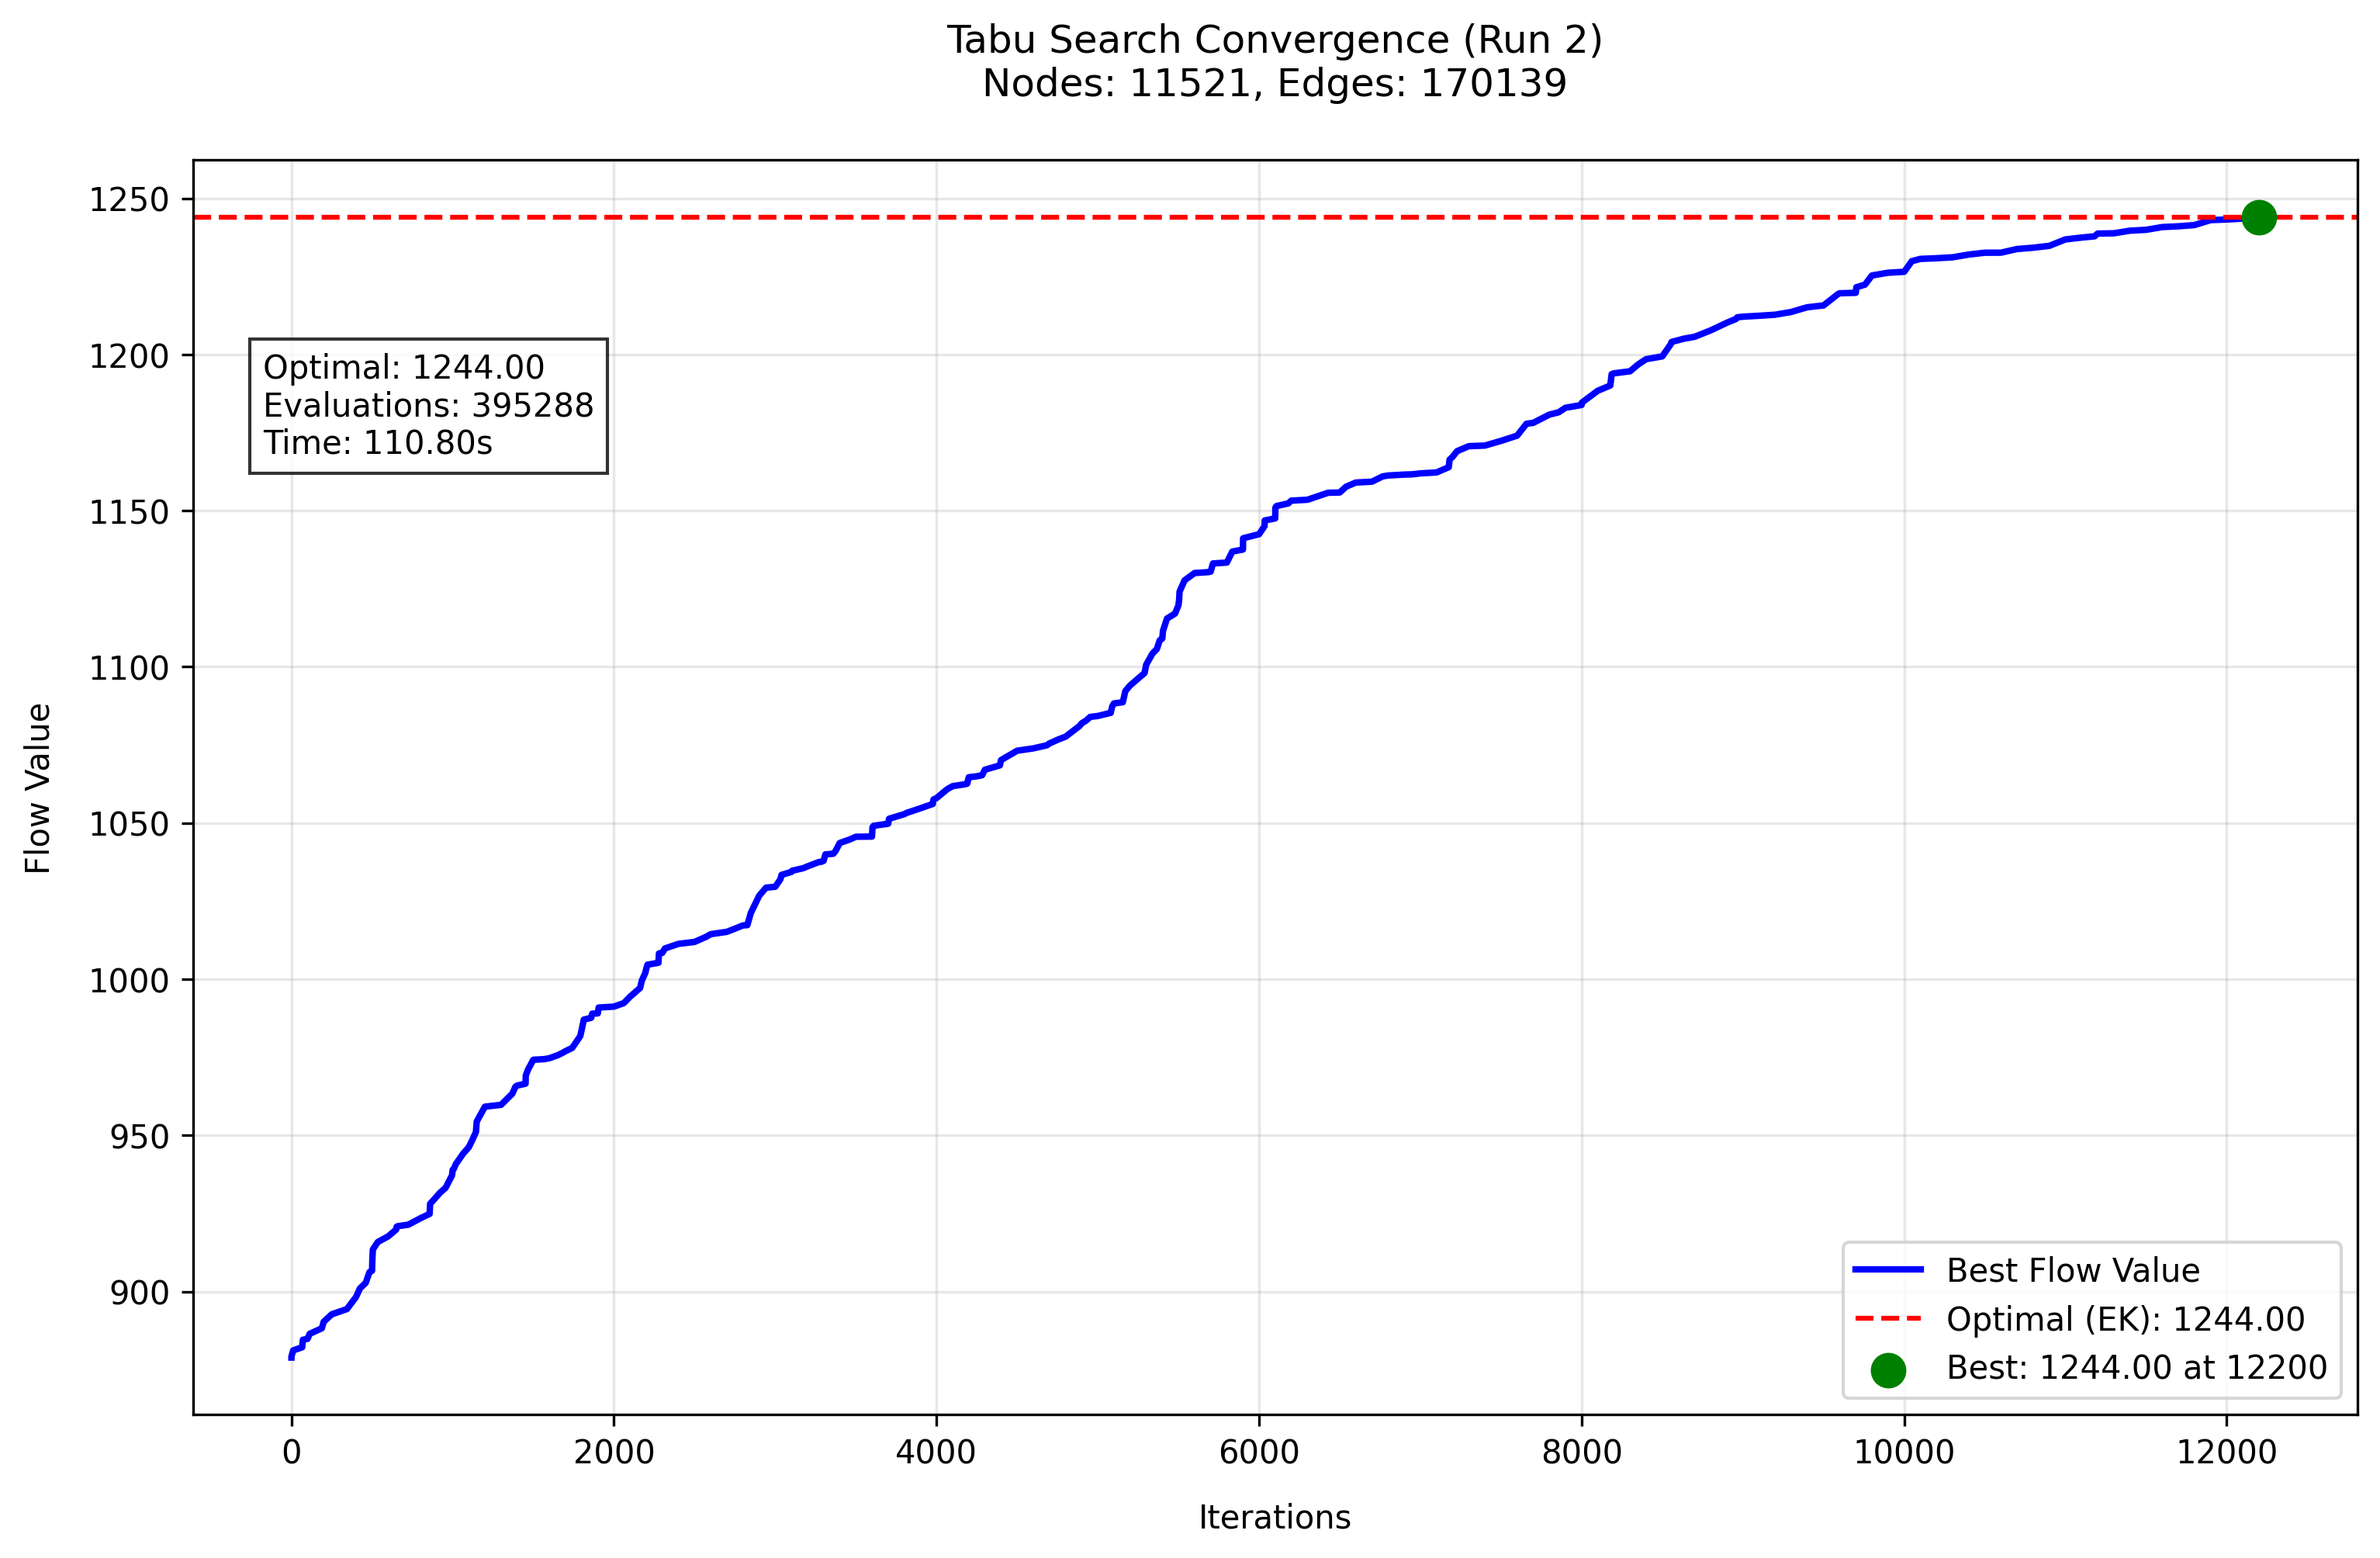 Tabu Search Convergence (Run 2)
Nodes: 11521, Edges: 170139
1250
1200
1150
1100
1050
1000
950
900
Flow Value
Optimal: 1244.00
Evaluations: 395288
Time: 110.80s
Best Flow Value
Optimal (EK): 1244.00
Best: 1244.00 at 12200
0 2000 4000 6000 8000 10000 12000
Iterations